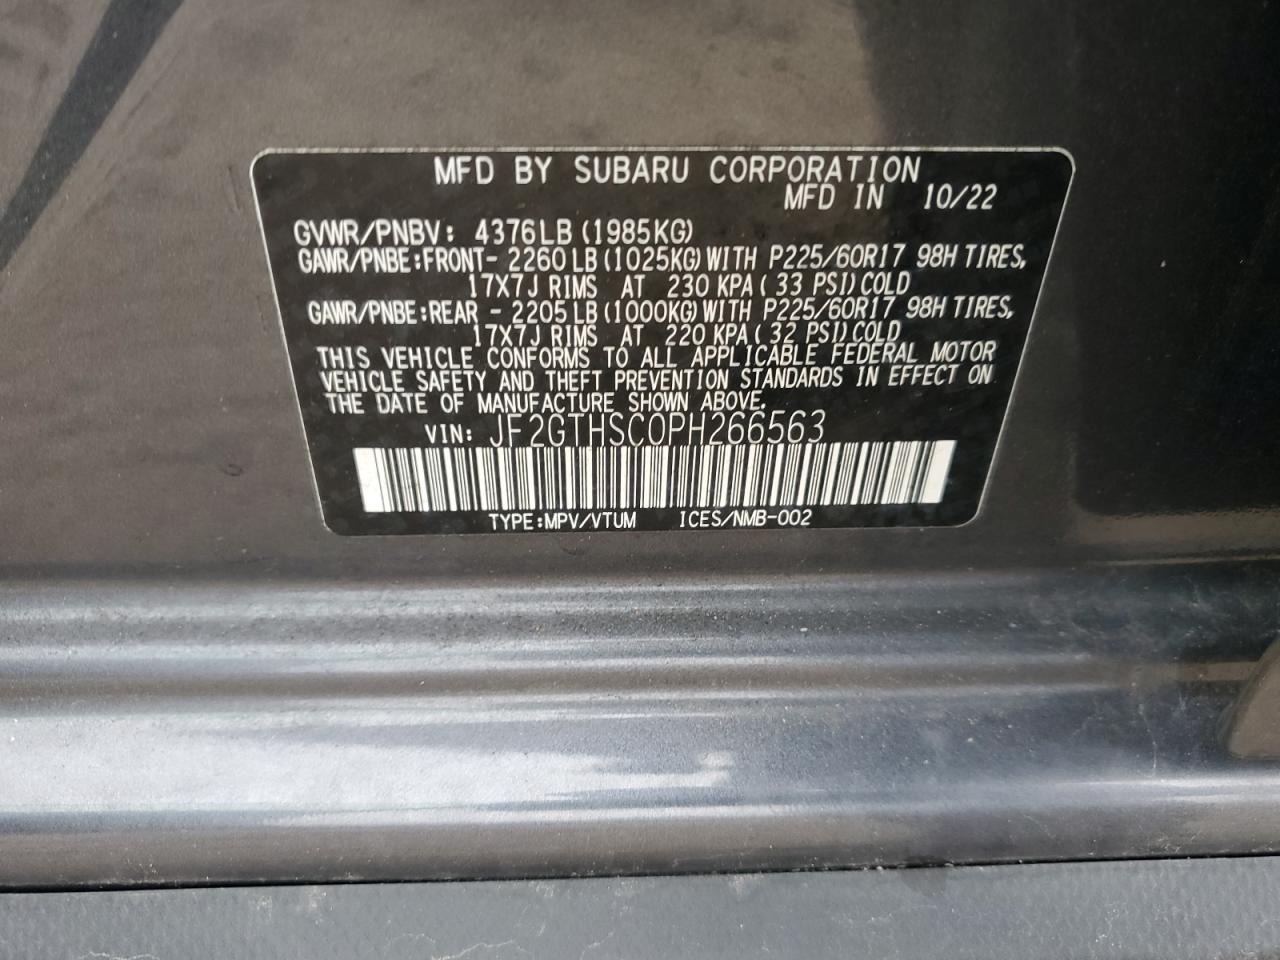 MFD BY SUBARU CORPORATION
MFD IN 10/22
GVWR/PNBV: 4376LB (1985KG)
GAWR/PNBE:FRONT- 2260 LB (1025KG) WITH P225/60R17 98H TIRES,
17X7J RIMS AT 230 KPA ( 33 PSI) COLD
GAWR/PNBE:REAR - 2205 LB (1000KG) WITH P225/60R17 98H TIRES,
17X7J RIMS AT 220 KPA ( 32 PSI) COLD
THIS VEHICLE CONFORMS TO ALL APPLICABLE FEDERAL MOTOR
VEHICLE SAFETY AND THEFT PREVENTION STANDARDS IN EFFECT ON
THE DATE OF MANUFACTURE SHOWN ABOVE.
VIN: JF2GTHSC0PH266563
TYPE:MPV/VTUM ICES/NMB-002